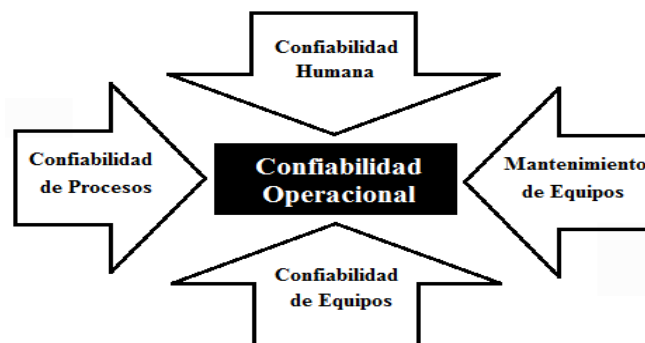 Confiabilidad
Humana
Confiabilidad
de Procesos
Confiabilidad
Operacional
Mantenimiento
de Equipos
Confiabilidad
de Equipos